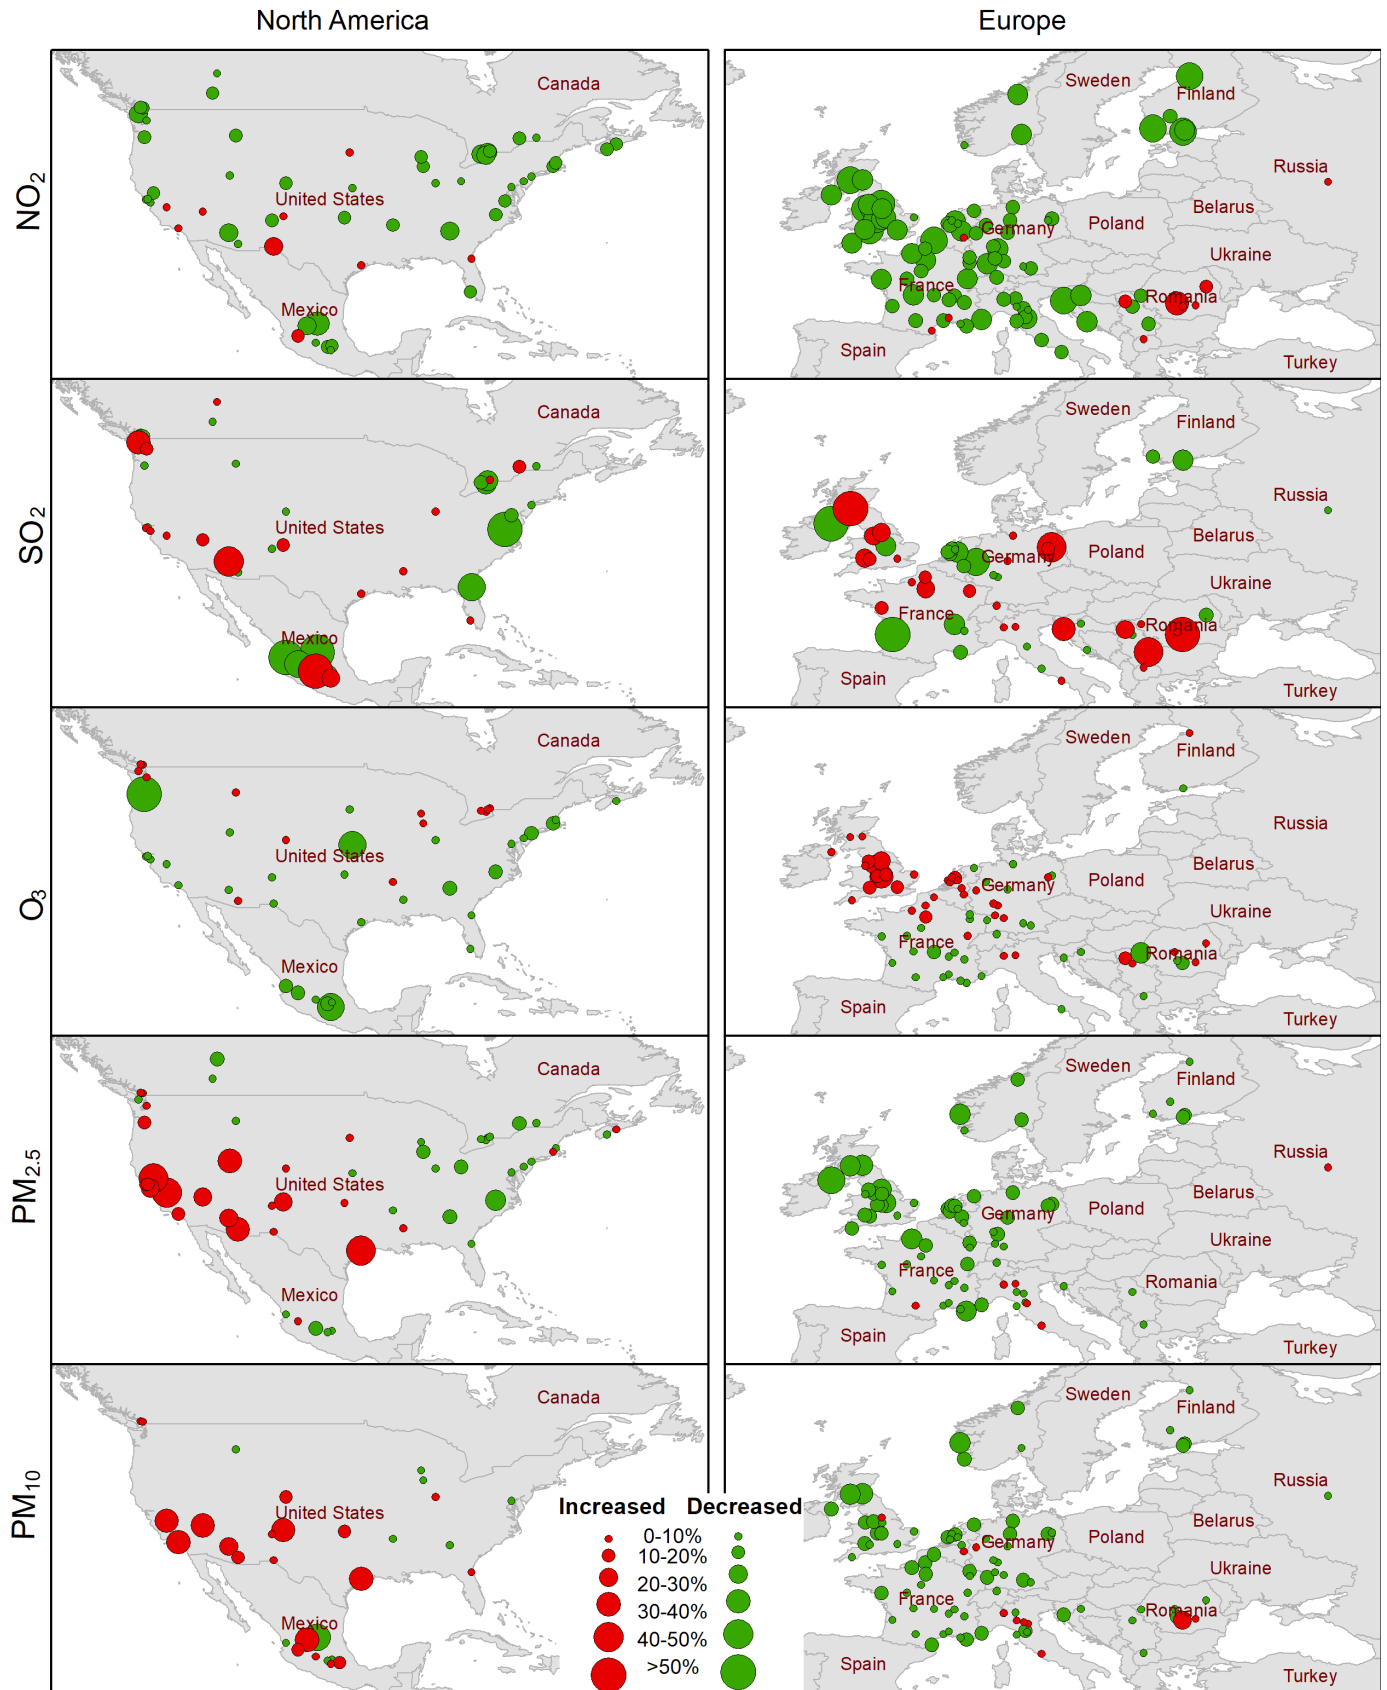 North America Europe
NO2
Canada
United States
Mexico
Sweden
Finland
Russia
Belarus
Poland
Germany
Ukraine
France
Romania
Spain
Turkey
SO2
Canada
United States
Mexico
Sweden
Finland
Russia
Belarus
Poland
Germany
Ukraine
France
Romania
Spain
Turkey
O3
Canada
United States
Mexico
Sweden
Finland
Russia
Belarus
Poland
Germany
Ukraine
France
Romania
Spain
Turkey
PM2.5
Canada
United States
Mexico
Sweden
Finland
Russia
Belarus
Poland
Germany
Ukraine
France
Romania
Spain
Turkey
PM10
Canada
United States
Mexico
Sweden
Finland
Russia
Belarus
Poland
Germany
Ukraine
France
Romania
Spain
Turkey
Increased Decreased
0-10%
10-20%
20-30%
30-40%
40-50%
>50%